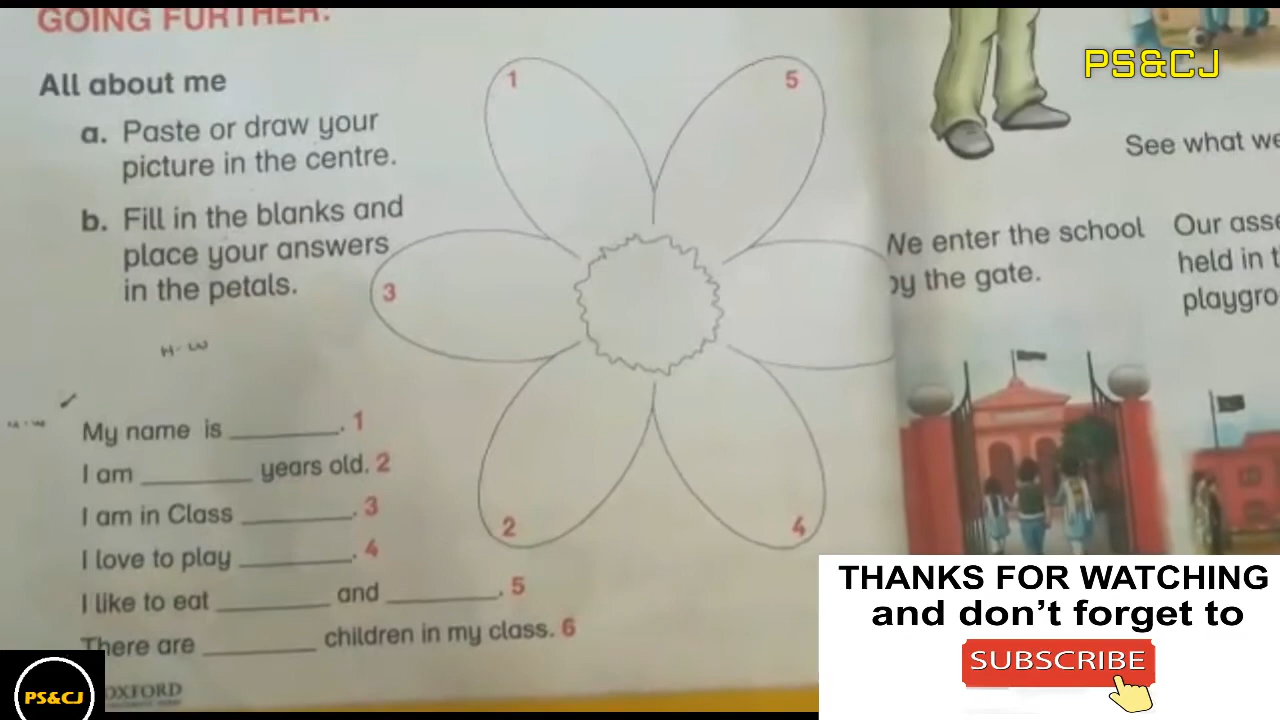 GOING FURTHER:
All about me
a. Paste or draw your
picture in the centre.
b. Fill in the blanks and
place your answers
in the petals.
H-W
My name is ________. 1
I am ________ years old. 2
I am in Class ________. 3
I love to play ________. 4
I like to eat ________ and ________. 5
There are ________ children in my class. 6
OXFORD
1
5
3
2
4
PS&CJ
See what we
We enter the school
by the gate.
Our asse
held in t
playgro
THANKS FOR WATCHING
and don't forget to
SUBSCRIBE
PS&CJ